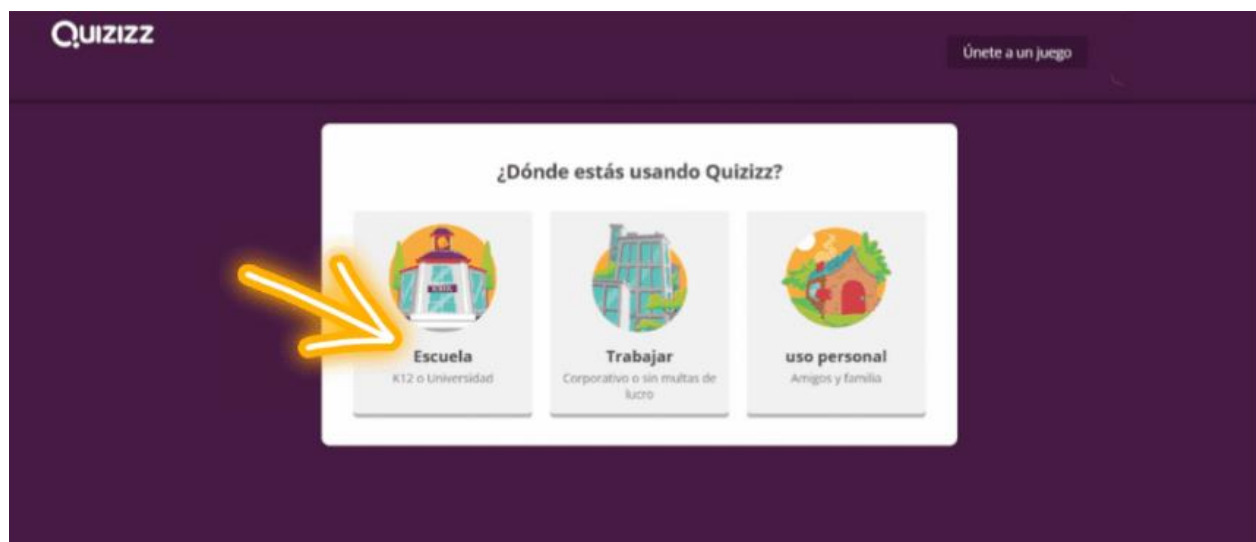 QUIZIZZ
Únete a un juego
¿Dónde estás usando Quizizz?
Escuela
K12 o Universidad
Trabajar
Corporativo o sin multas de
lucro
uso personal
Amigos y familia